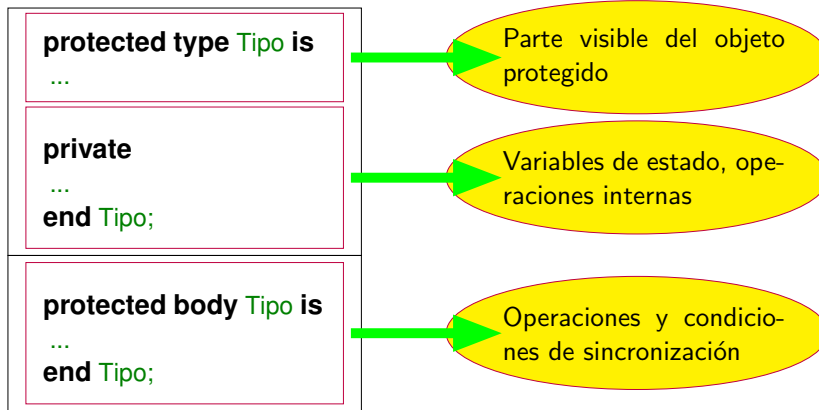 protected type Tipo is
...
Parte visible del objeto
protegido
private
...
end Tipo;
Variables de estado, ope-
raciones internas
protected body Tipo is
...
end Tipo;
Operaciones y condicio-
nes de sincronización